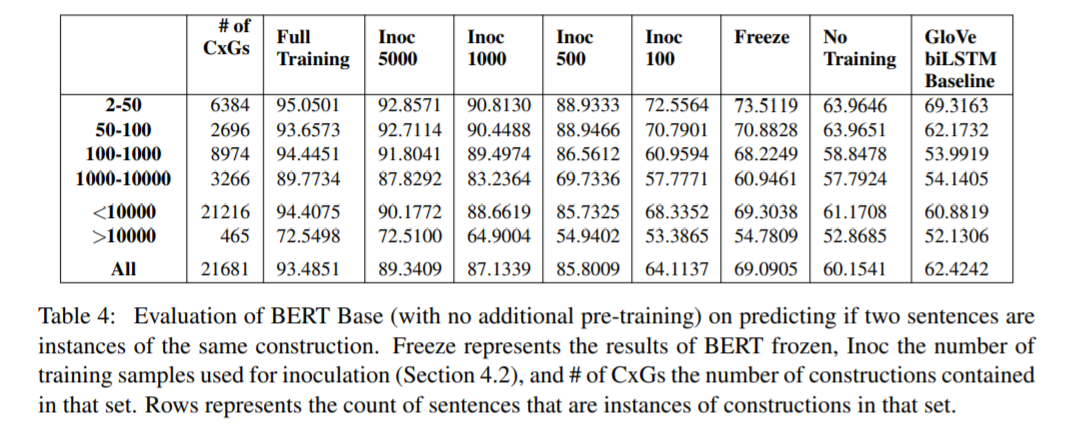 # of CxGs Full Training Inoc 5000 Inoc 1000 Inoc 500 Inoc 100 Freeze No Training GloVe biLSTM Baseline
2-50 6384 95.0501 92.8571 90.8130 88.9333 72.5564 73.5119 63.9646 69.3163
50-100 2696 93.6573 92.7114 90.4488 88.9466 70.7901 70.8828 63.9651 62.1732
100-1000 8974 94.4451 91.8041 89.4974 86.5612 60.9594 68.2249 58.8478 53.9919
1000-10000 3266 89.7734 87.8292 83.2364 69.7336 57.7771 60.9461 57.7924 54.1405
<10000 21216 94.4075 90.1772 88.6619 85.7325 68.3352 69.3038 61.1708 60.8819
>10000 465 72.5498 72.5100 64.9004 54.9402 53.3865 54.7809 52.8685 52.1306
All 21681 93.4851 89.3409 87.1339 85.8009 64.1137 69.0905 60.1541 62.4242
Table 4: Evaluation of BERT Base (with no additional pre-training) on predicting if two sentences are
instances of the same construction. Freeze represents the results of BERT frozen, Inoc the number of
training samples used for inoculation (Section 4.2), and # of CxGs the number of constructions contained
in that set. Rows represents the count of sentences that are instances of constructions in that set.